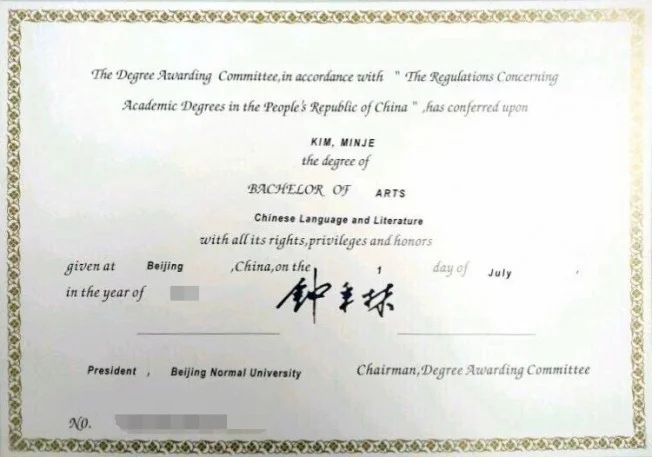 The Degree Awarding Committee,in accordance with " The Regulations Concerning
Academic Degrees in the People's Republic of China " ,has conferred upon
KIM, MINJE
the degree of
BACHELOR OF ARTS
Chinese Language and Literature
with all its rights,privileges and honors
given at Beijing ,China,on the 1 day of July ,
in the year of
钟秉林
President , Beijing Normal University Chairman,Degree Awarding Committee
NO.